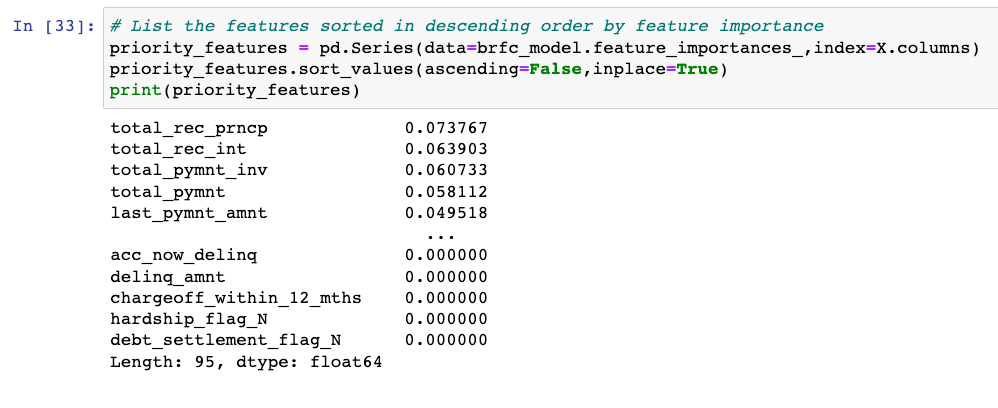 In [33]: # List the features sorted in descending order by feature importance
priority_features = pd.Series(data=brfc_model.feature_importances_,index=X.columns)
priority_features.sort_values(ascending=False,inplace=True)
print(priority_features)
total_rec_prncp 0.073767
total_rec_int 0.063903
total_pymnt_inv 0.060733
total_pymnt 0.058112
last_pymnt_amnt 0.049518
...
acc_now_delinq 0.000000
delinq_amnt 0.000000
chargeoff_within_12_mths 0.000000
hardship_flag_N 0.000000
debt_settlement_flag_N 0.000000
Length: 95, dtype: float64